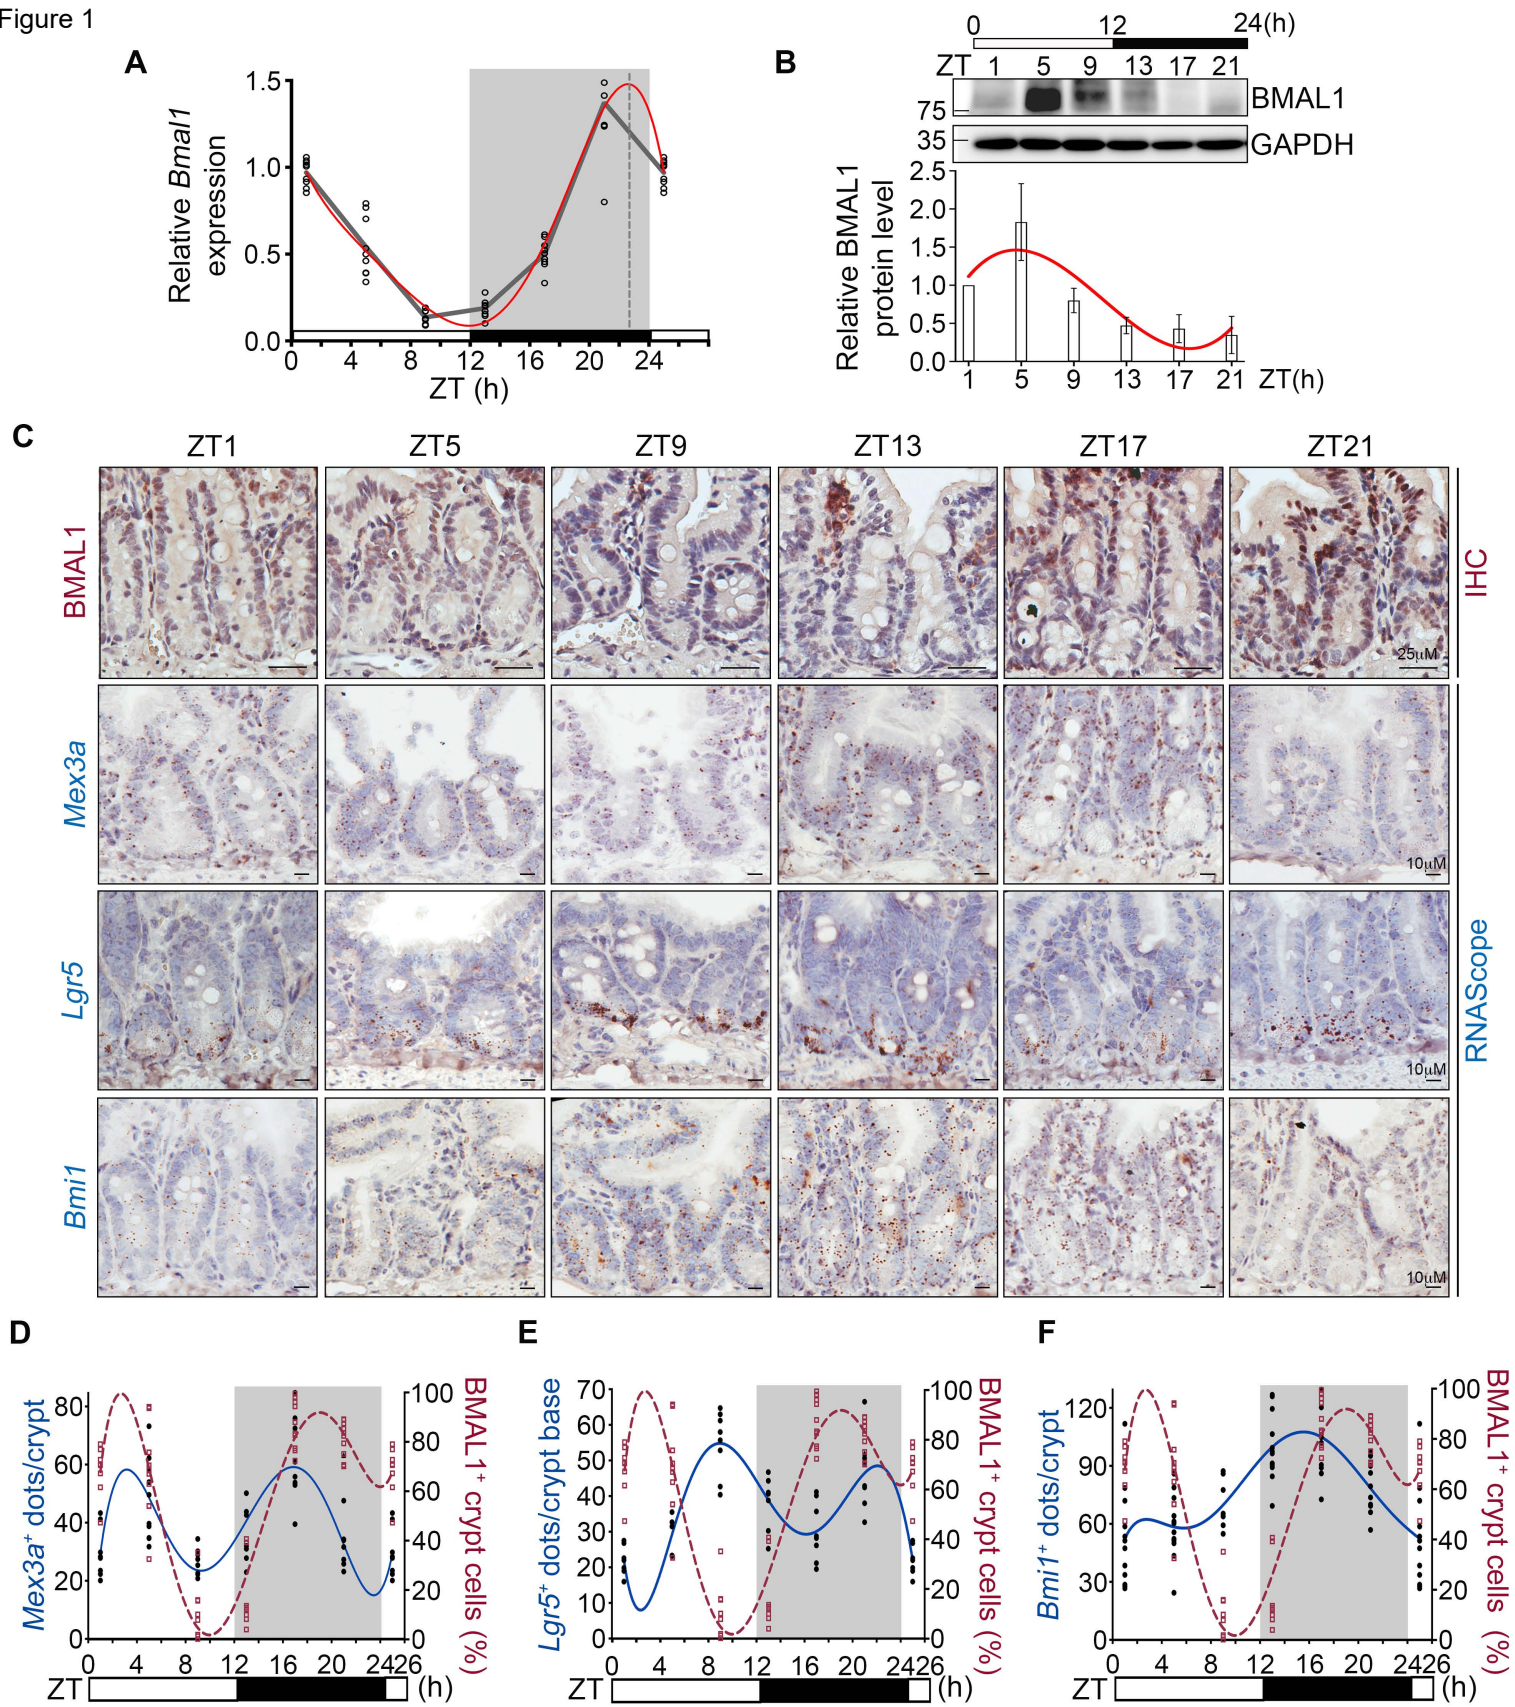 Figure 1
A
Relative Bmal1
expression
1.5
1.0
0.5
0.0
0 4 8 12 16 20 24
ZT (h)
B
0 12 24(h)
ZT 1 5 9 13 17 21
75
BMAL1
35
GAPDH
Relative BMAL1
protein level
2.5
2.0
1.5
1.0
0.5
0.0
1 5 9 13 17 21 ZT(h)
C
ZT1 ZT5 ZT9 ZT13 ZT17 ZT21
BMAL1
25μM
IHC
Mex3a
10μM
Lgr5
10μM
RNAScope
Bmi1
10μM
D
Mex3a+ dots/crypt
80
60
40
20
0
100
80
60
40
20
0
BMAL1+ crypt cells (%)
0 4 8 12 16 20 2426
ZT (h)
E
Lgr5+ dots/crypt base
70
60
50
40
30
20
10
0
100
80
60
40
20
0
BMAL1+ crypt cells (%)
0 4 8 12 16 20 2426
ZT (h)
F
Bmi1+ dots/crypt
120
90
60
30
0
100
80
60
40
20
0
BMAL1+ crypt cells (%)
0 4 8 12 16 20 2426
ZT (h)